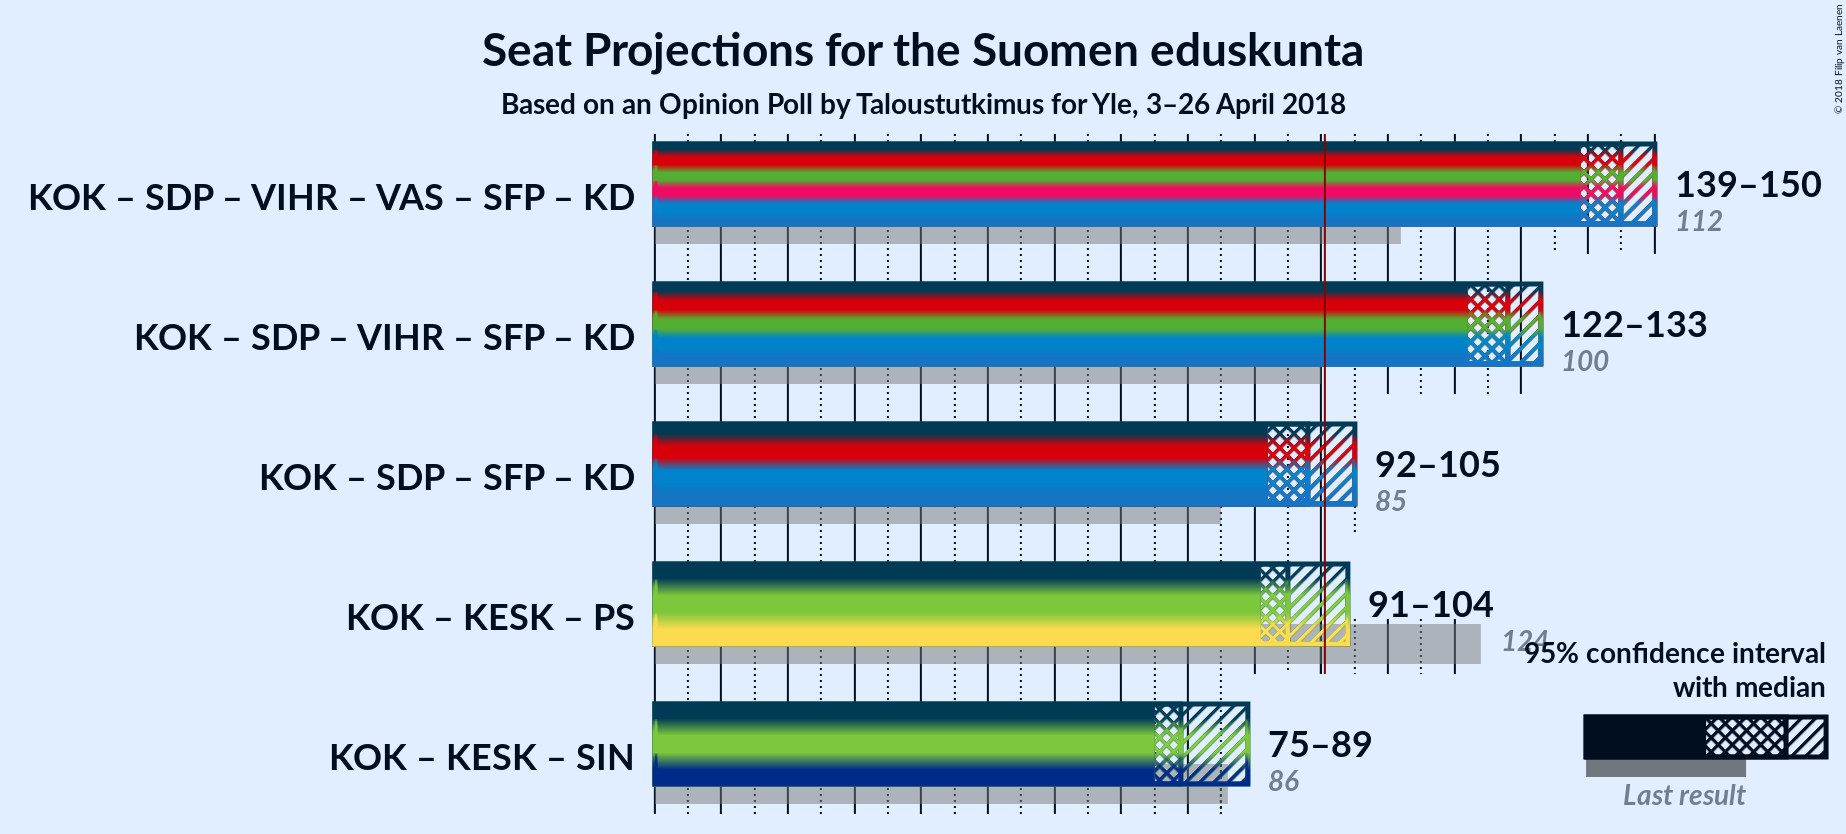 Seat Projections for the Suomen eduskunta
Based on an Opinion Poll by Taloustutkimus for Yle, 3–26 April 2018
© 2018 Filip van Laenen
KOK – SDP – VIHR – VAS – SFP – KD
139–150
112
KOK – SDP – VIHR – SFP – KD
122–133
100
KOK – SDP – SFP – KD
92–105
85
KOK – KESK – PS
91–104
124
KOK – KESK – SIN
75–89
86
95% confidence interval
with median
Last result